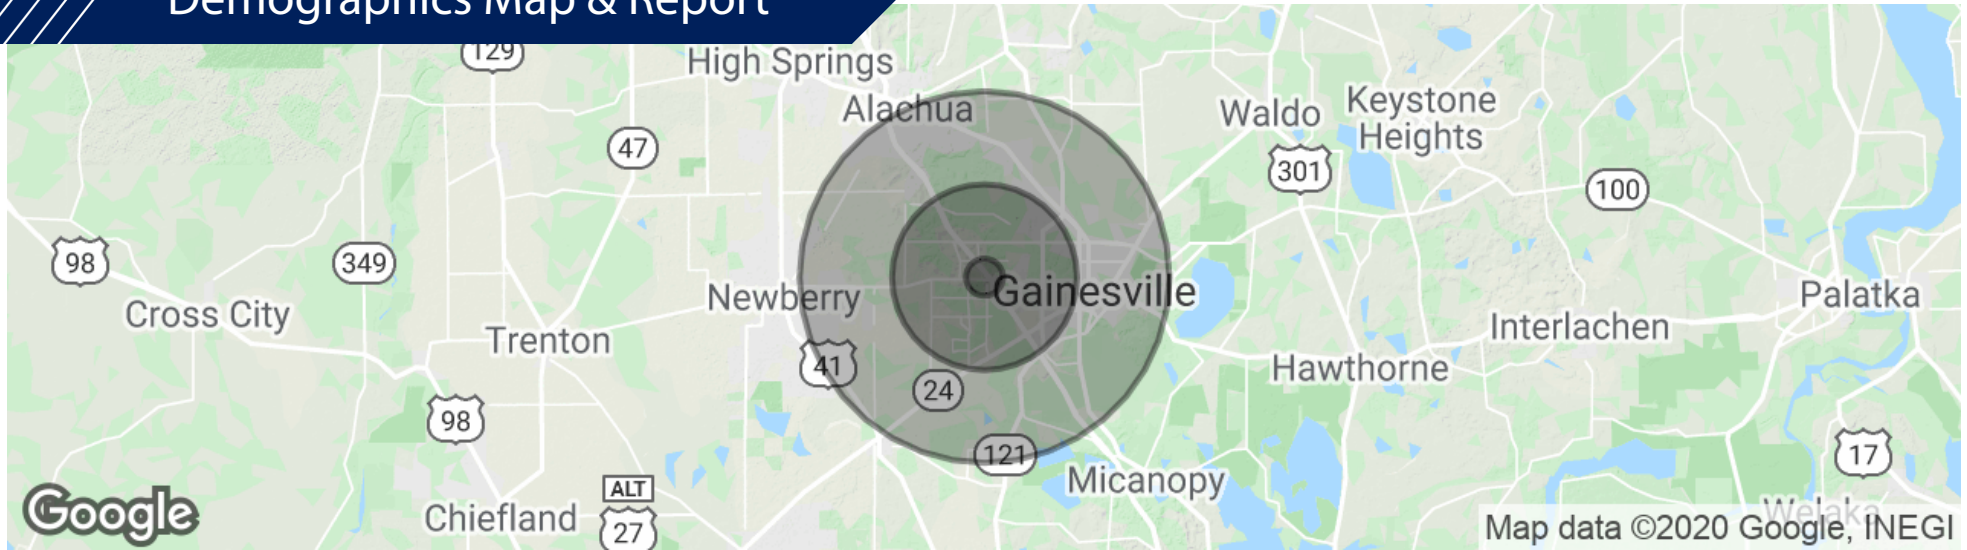 Demographics Map & Report
129
High Springs
Alachua
Waldo
Keystone
Heights
47
301
100
98
349
Newberry
Gainesville
Palatka
Cross City
Trenton
Interlachen
41
24
Hawthorne
98
121
17
Micanopy
ALT
27
Chiefland
Welaka
Google
Map data ©2020 Google, INEGI